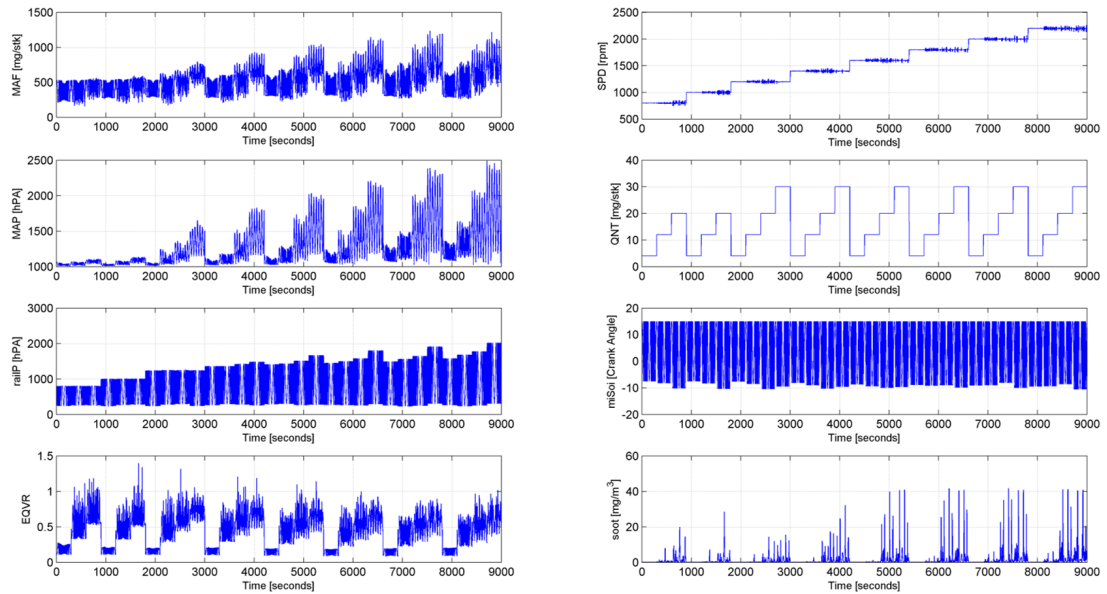 MAF [mg/stk]
1500
1000
500
0
0 1000 2000 3000 4000 5000 6000 7000 8000 9000
Time [seconds]
SPD [rpm]
2500
2000
1500
1000
500
0 1000 2000 3000 4000 5000 6000 7000 8000 9000
Time [seconds]
MAP [hPA]
2500
2000
1500
1000
0 1000 2000 3000 4000 5000 6000 7000 8000 9000
Time [seconds]
QNT [mg/stk]
40
30
20
10
0
0 1000 2000 3000 4000 5000 6000 7000 8000 9000
Time [seconds]
railP [hPA]
3000
2000
1000
0
0 1000 2000 3000 4000 5000 6000 7000 8000 9000
Time [seconds]
miSoi [Crank Angle]
20
10
0
-10
-20
0 1000 2000 3000 4000 5000 6000 7000 8000 9000
Time [seconds]
EQVR
1.5
1
0.5
0
0 1000 2000 3000 4000 5000 6000 7000 8000 9000
Time [seconds]
soot [mg/m³]
60
40
20
0
0 1000 2000 3000 4000 5000 6000 7000 8000 9000
Time [seconds]